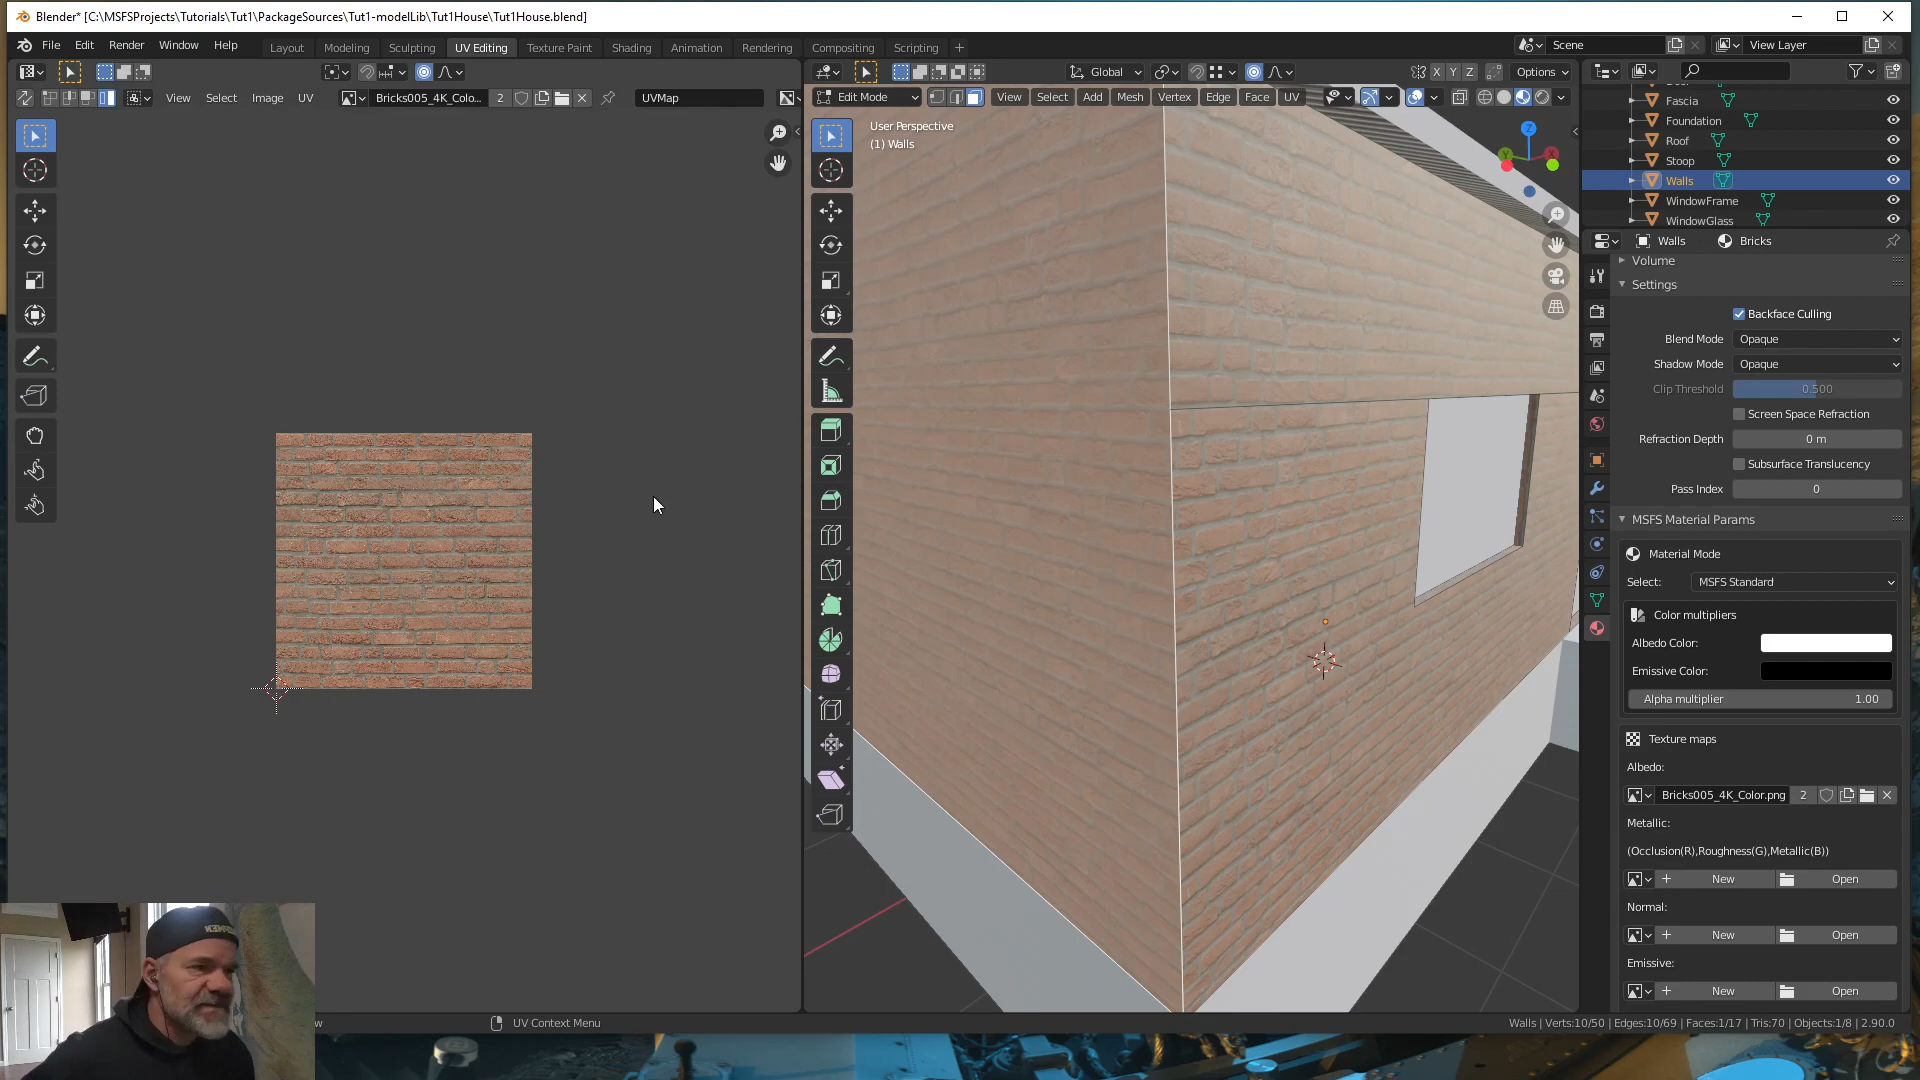 Blender* [C:\MSFSProjects\Tutorials\Tut1\PackageSources\Tut1-modelLib\Tut1House\Tut1House.blend]
File Edit Render Window Help Layout Modeling Sculpting UV Editing Texture Paint Shading Animation Rendering Compositing Scripting + Scene View Layer
Global X Y Z Options
View Select Image UV Bricks005_4K_Colo... 2 UVMap
Edit Mode View Select Add Mesh Vertex Edge Face UV
User Perspective
(1) Walls
Z
Fascia
Foundation
Roof
Stoop
Walls
WindowFrame
WindowGlass
Walls Bricks
Volume
Settings
Backface Culling
Blend Mode Opaque
Shadow Mode Opaque
Clip Threshold 0.500
Screen Space Refraction
Refraction Depth 0 m
Subsurface Translucency
Pass Index 0
MSFS Material Params
Material Mode
Select: MSFS Standard
Color multipliers
Albedo Color:
Emissive Color:
Alpha multiplier 1.00
Texture maps
Albedo:
Bricks005_4K_Color.png 2
Metallic:
(Occlusion(R),Roughness(G),Metallic(B))
New Open
Normal:
New Open
Emissive:
New Open
UV Context Menu
Walls | Verts:10/50 | Edges:10/69 | Faces:1/17 | Tris:70 | Objects:1/8 | 2.90.0